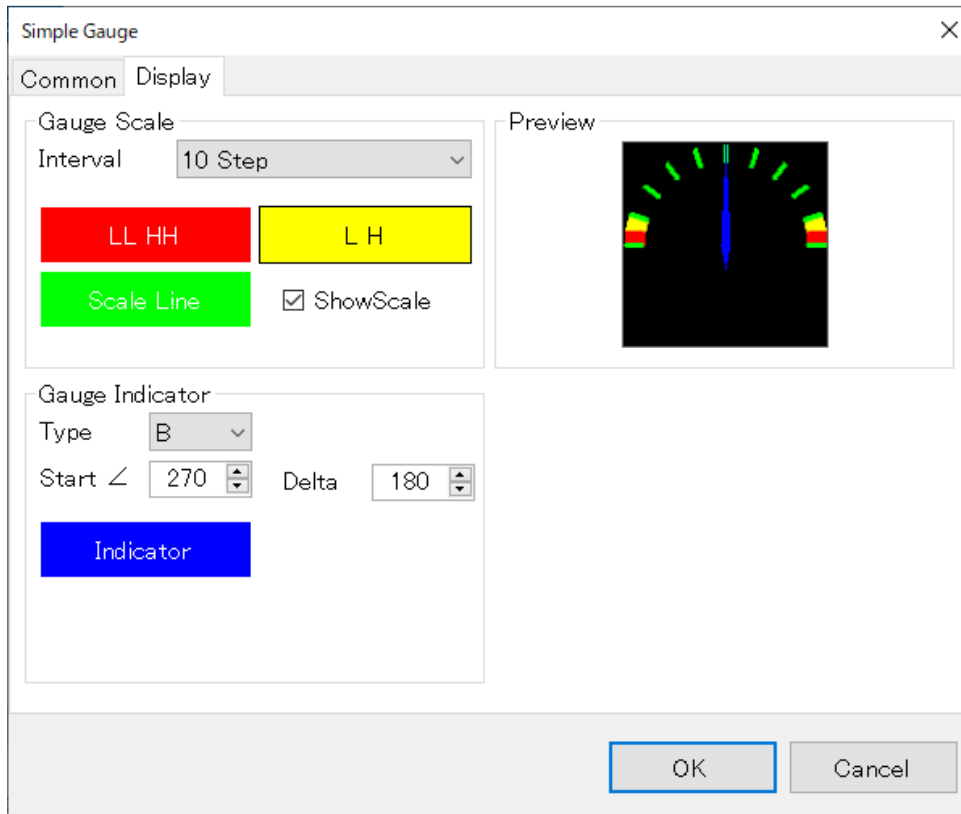 Simple Gauge
Common Display
Gauge Scale
Interval 10 Step
LL HH L H
Scale Line ShowScale
Preview
Gauge Indicator
Type B
Start ∠ 270 Delta 180
Indicator
OK Cancel